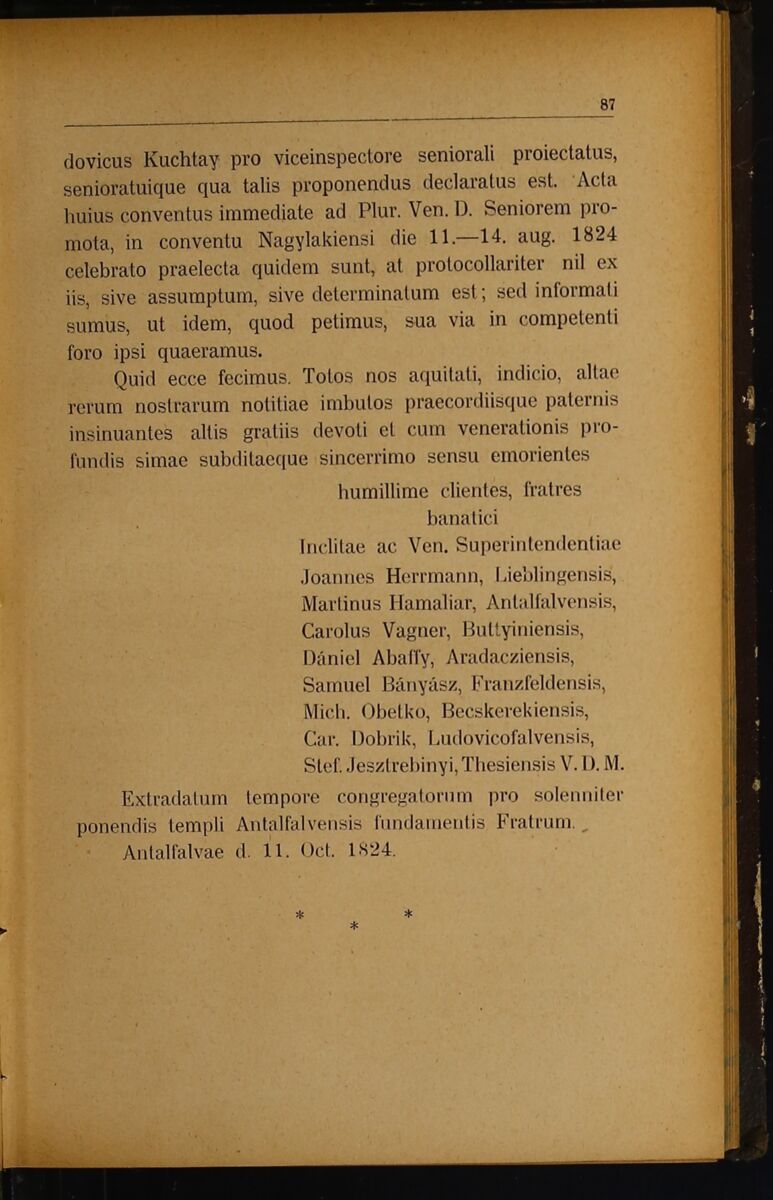 87
dovicus Kuchtay pro viceinspectore seniorali proiectatus,
senioratuique qua talis proponendus declaratus est. Acta
huius conventus immediate ad Plur. Ven. D. Seniorem pro-
mota, in conventu Nagylakiensi die 11.—14. aug. 1824
celebrato praelecta quidem sunt, at protocollariter nil ex
iis, sive assumptum, sive determinatum est; sed informati
sumus, ut idem, quod petimus, sua via in competenti
foro ipsi quaeramus.
Quid ecce fecimus. Totos nos aquitati, indicio, altae
rerum nostrarum notitiae imbutos praecordiisque paternis
insinuantes altis gratiis devoti et cum venerationis pro-
fundis simae subditaeque sincerrimo sensu emorientes
humillime clientes, fratres
banatici
Inclitae ac Ven. Superintendentiae
Joannes Herrmann, Lieblingensis,
Martinus Hamaliar, Antalfalvensis,
Carolus Vagner, Buttyiniensis,
Dániel Abaffy, Aradacziensis,
Samuel Bányász, Franzfeldensis,
Mich. Obetko, Becskerekiensis,
Car. Dobrik, Ludovicofalvensis,
Stef. Jesztrebinyi, Thesiensis V. D. M.
Extradatum tempore congregatorum pro solenniter
ponendis templi Antalfalvensis fundamentis Fratrum.
Antalfalvae d. 11. Oct. 1824.
* *
*